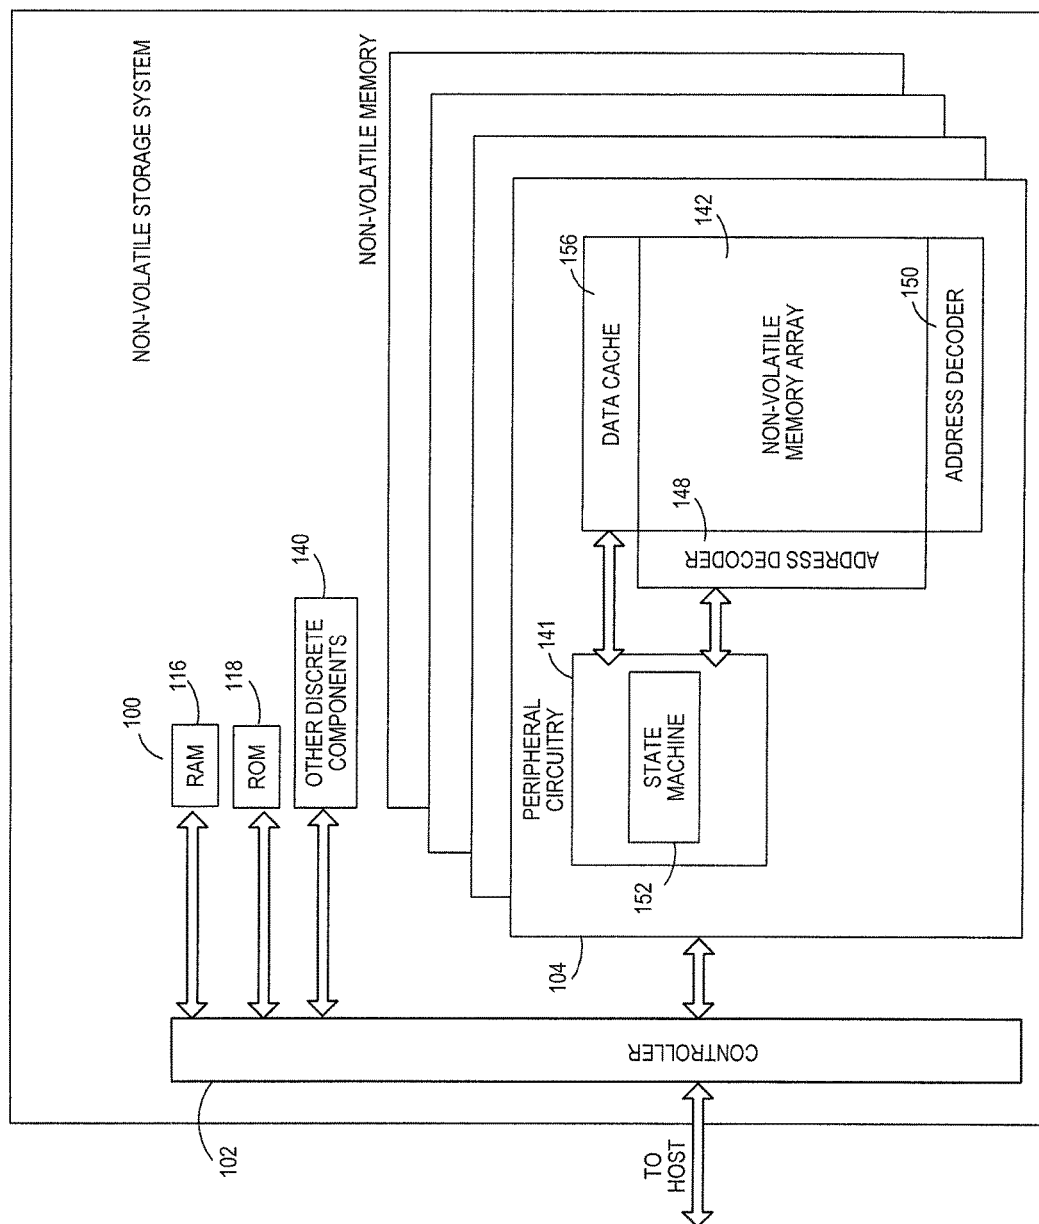 NON-VOLATILE STORAGE SYSTEM
100
116
RAM
118
ROM
140
OTHER DISCRETE
COMPONENTS
NON-VOLATILE MEMORY
102
CONTROLLER
TO
HOST
104
PERIPHERAL
CIRCUITRY
141
STATE
MACHINE
152
156
DATA CACHE
142
NON-VOLATILE
MEMORY ARRAY
148
ADDRESS DECODER
150
ADDRESS DECODER